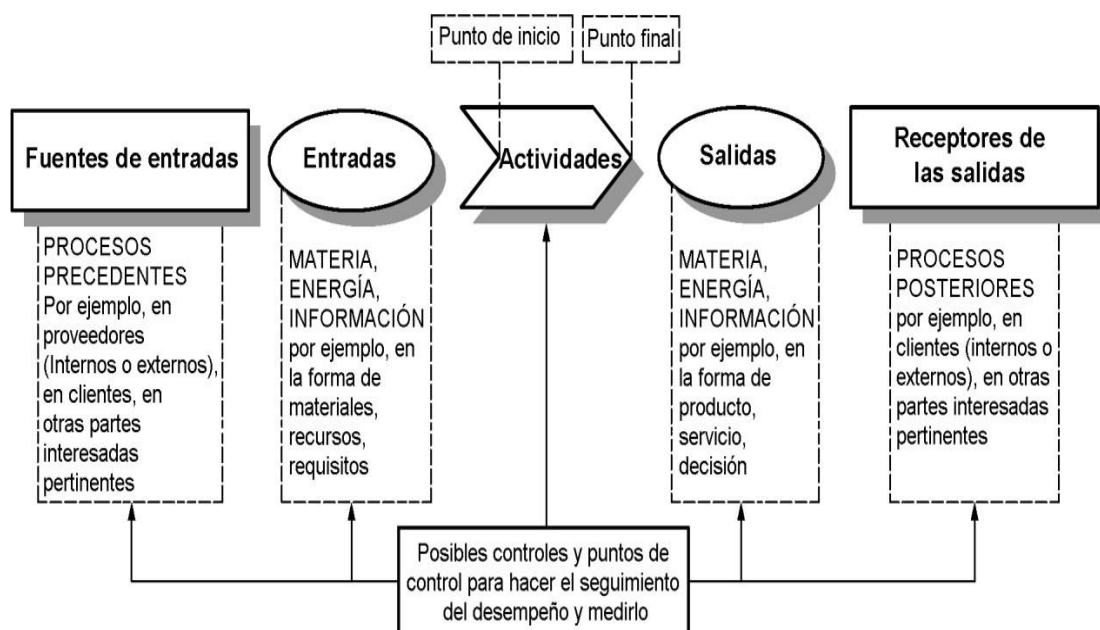 Punto de inicio
Punto final
Fuentes de entradas
Entradas
Actividades
Salidas
Receptores de
las salidas
PROCESOS
PRECEDENTES
Por ejemplo, en
proveedores
(Internos o externos),
en clientes, en
otras partes
interesadas
pertinentes
MATERIA,
ENERGÍA,
INFORMACIÓN
por ejemplo, en
la forma de
materiales,
recursos,
requisitos
MATERIA,
ENERGÍA,
INFORMACIÓN
por ejemplo, en
la forma de
producto,
servicio,
decisión
PROCESOS
POSTERIORES
por ejemplo, en
clientes (internos o
externos), en otras
partes interesadas
pertinentes
Posibles controles y puntos de
control para hacer el seguimiento
del desempeño y medirlo